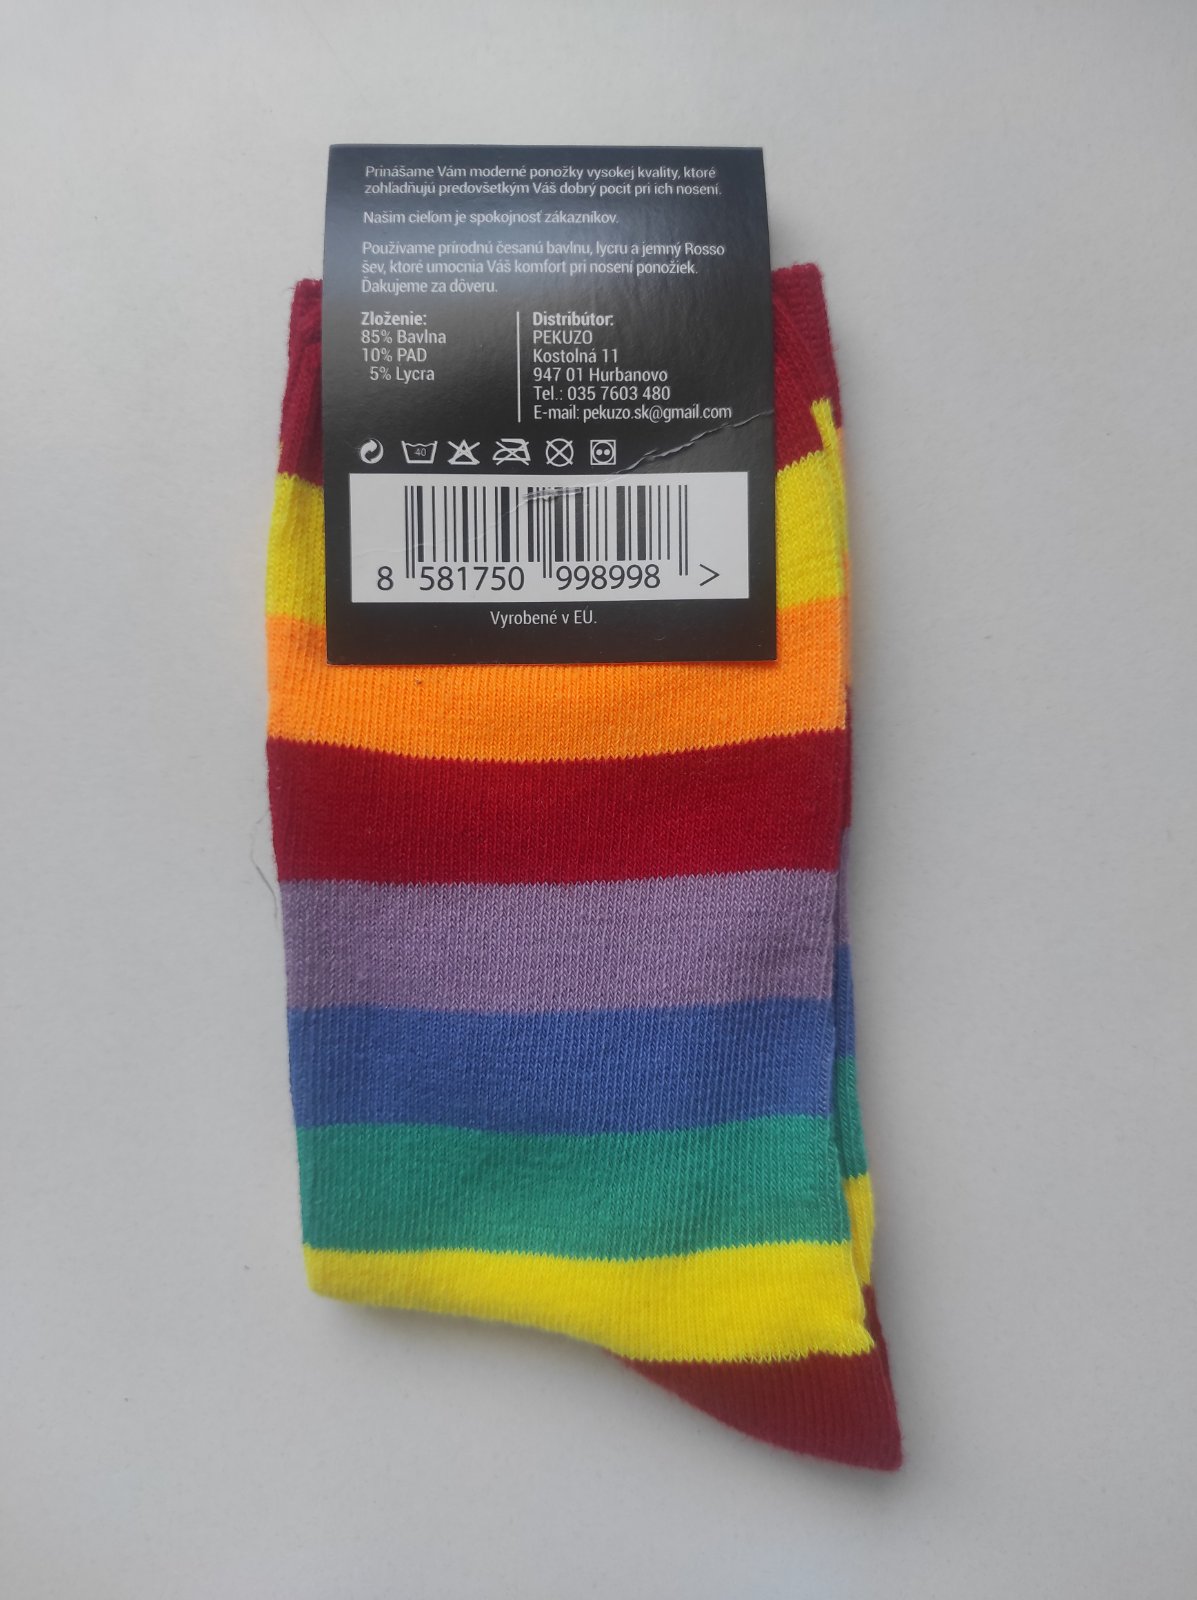 Prinášame Vám moderné ponožky vysokej kvality, ktoré
zohľadňujú predovšetkým Váš dobrý pocit pri ich nosení.
Našim cieľom je spokojnosť zákazníkov.
Používame prírodnú česanú bavlnu, lycru a jemný Rosso
šev, ktoré umocnia Váš komfort pri nosení ponožiek.
Ďakujeme za dôveru.
Zloženie:
85% Bavlna
10% PAD
5% Lycra
Distribútor:
PEKUZO
Kostolná 11
947 01 Hurbanovo
Tel.: 035 7603 480
E-mail: pekuzo.sk@gmail.com
40
8 581750 998998 >
Vyrobené v EU.